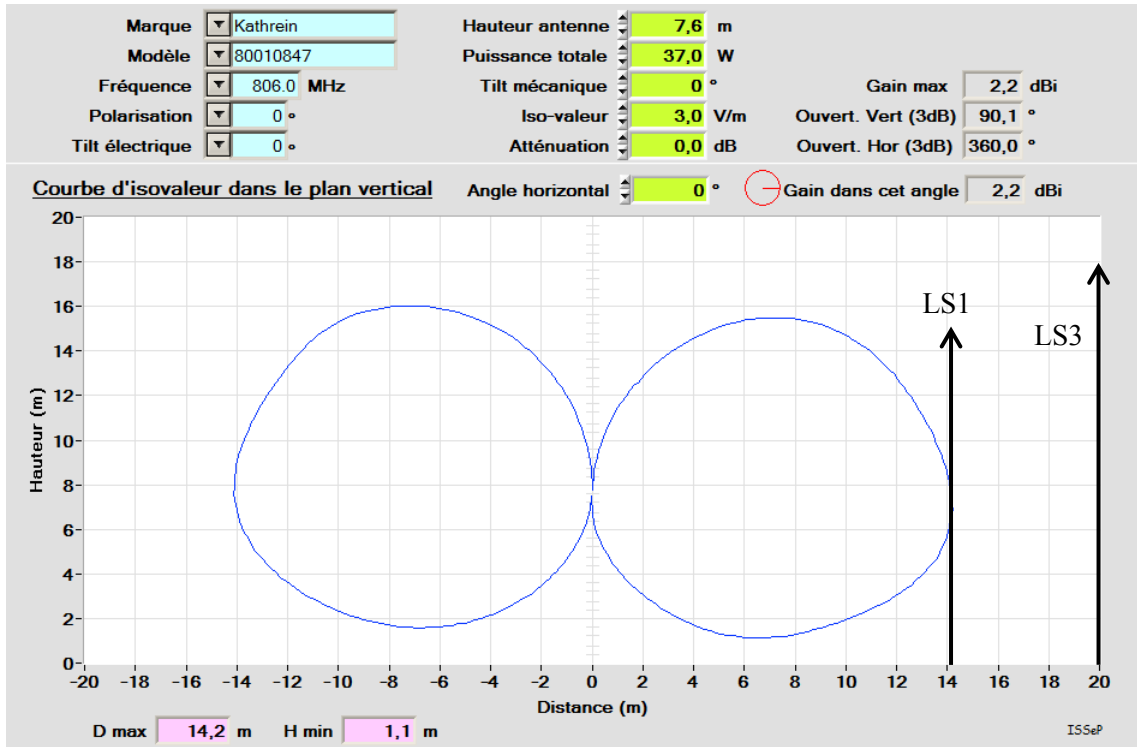 Marque Kathrein Hauteur antenne 7,6 m
Modèle 80010847 Puissance totale 37,0 W
Fréquence 806.0 MHz Tilt mécanique 0 ° Gain max 2,2 dBi
Polarisation 0 ° Iso-valeur 3,0 V/m Ouvert. Vert (3dB) 90,1 °
Tilt électrique 0 ° Atténuation 0,0 dB Ouvert. Hor (3dB) 360,0 °
Courbe d'isovaleur dans le plan vertical Angle horizontal 0 ° Gain dans cet angle 2,2 dBi
20
18
LS1
16
LS3
14
12
10
8
6
4
2
0
Hauteur (m)
-20 -18 -16 -14 -12 -10 -8 -6 -4 -2 0 2 4 6 8 10 12 14 16 18 20
Distance (m)
D max 14,2 m H min 1,1 m ISSeP